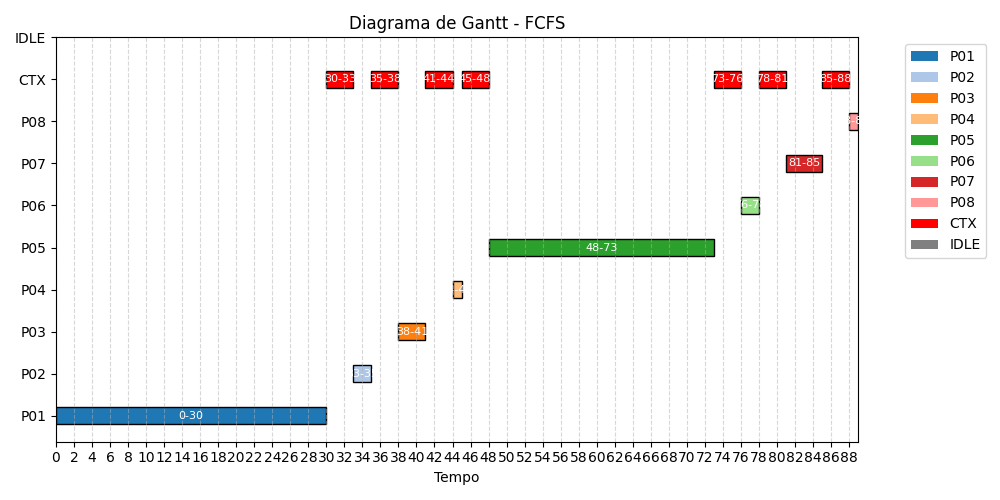 Diagrama de Gantt - FCFS
IDLE
CTX
30-33
35-38
41-44
45-48
73-76
78-81
85-88
P08
P07
81-85
P06
P05
48-73
P04
P03
38-41
P02
P01
0-30
0 2 4 6 8 10 12 14 16 18 20 22 24 26 28 30 32 34 36 38 40 42 44 46 48 50 52 54 56 58 60 62 64 66 68 70 72 74 76 78 80 82 84 86 88
Tempo
P01
P02
P03
P04
P05
P06
P07
P08
CTX
IDLE